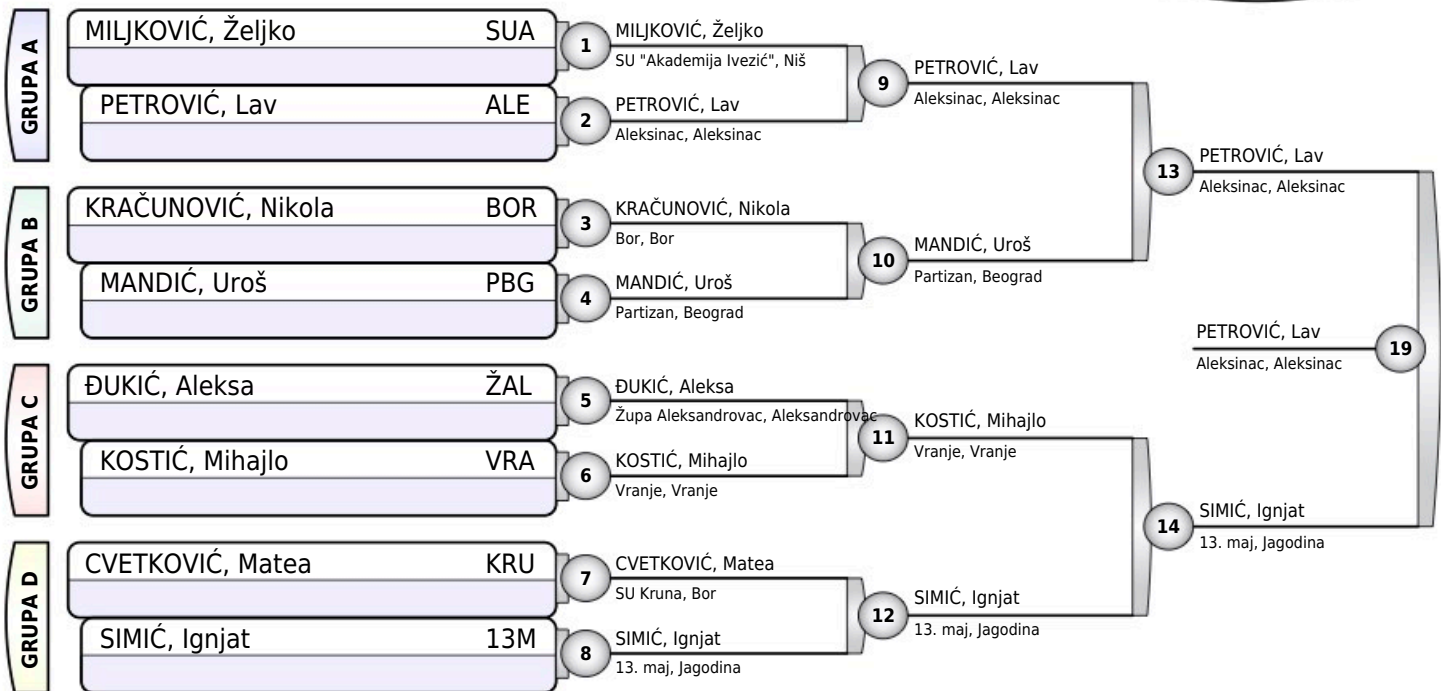 GRUPA A
MILJKOVIĆ, Željko SUA
PETROVIĆ, Lav ALE
1
MILJKOVIĆ, Željko
SU "Akademija Ivezić", Niš
2
PETROVIĆ, Lav
Aleksinac, Aleksinac
9
PETROVIĆ, Lav
Aleksinac, Aleksinac
GRUPA B
KRAČUNOVIĆ, Nikola BOR
MANDIĆ, Uroš PBG
3
KRAČUNOVIĆ, Nikola
Bor, Bor
4
MANDIĆ, Uroš
Partizan, Beograd
10
MANDIĆ, Uroš
Partizan, Beograd
13
PETROVIĆ, Lav
Aleksinac, Aleksinac
GRUPA C
ĐUKIĆ, Aleksa ŽAL
KOSTIĆ, Mihajlo VRA
5
ĐUKIĆ, Aleksa
Župa Aleksandrovac, Aleksandrovac
6
KOSTIĆ, Mihajlo
Vranje, Vranje
11
KOSTIĆ, Mihajlo
Vranje, Vranje
GRUPA D
CVETKOVIĆ, Matea KRU
SIMIĆ, Ignjat 13M
7
CVETKOVIĆ, Matea
SU Kruna, Bor
8
SIMIĆ, Ignjat
13. maj, Jagodina
12
SIMIĆ, Ignjat
13. maj, Jagodina
14
SIMIĆ, Ignjat
13. maj, Jagodina
PETROVIĆ, Lav
Aleksinac, Aleksinac
19